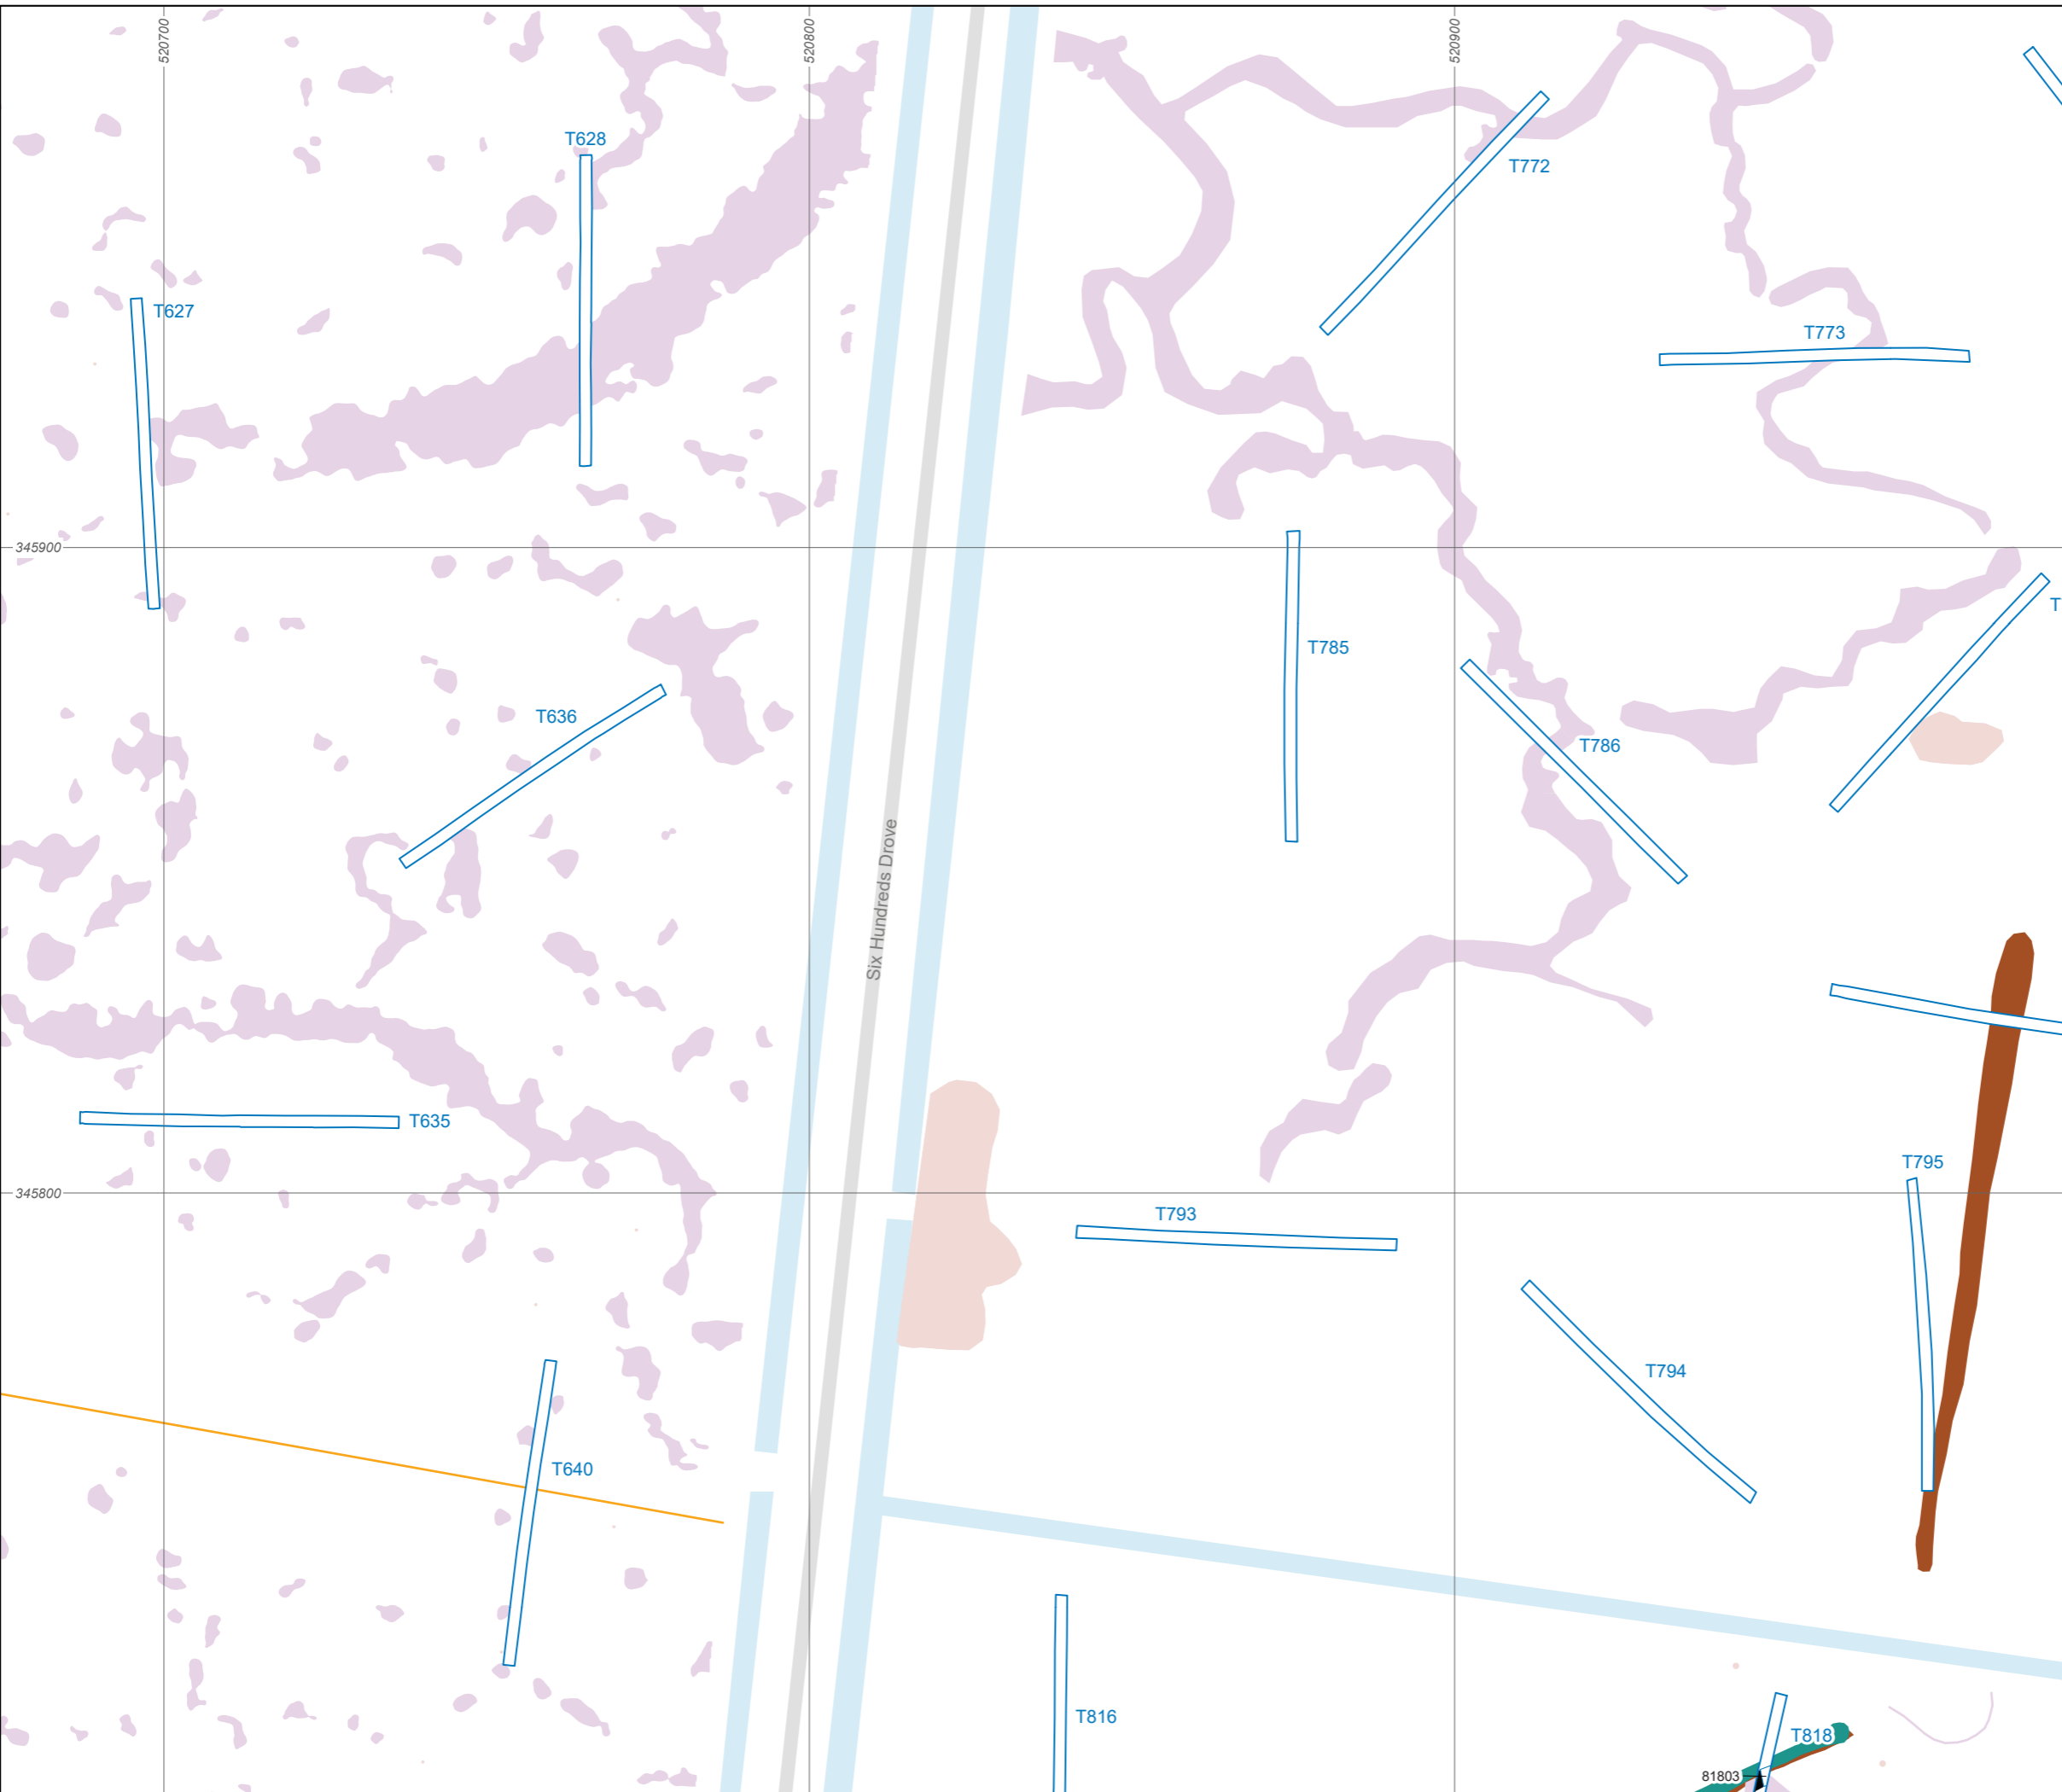 520700
520800
520900
T628
T772
T627
T773
345900
T
T785
T636
T786
Six Hundreds Drove
T635
T795
345800
T793
T794
T640
T816
T818
81803